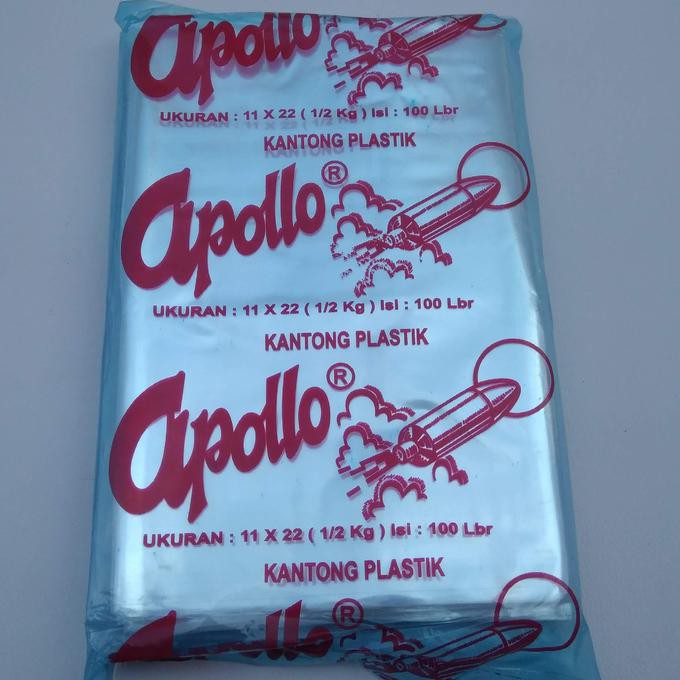 Apollo ®
UKURAN : 11 X 22 ( 1/2 Kg ) Isi : 100 Lbr
KANTONG PLASTIK
Apollo ®
UKURAN : 11 X 22 ( 1/2 Kg ) Isi : 100 Lbr
KANTONG PLASTIK
Apollo ®
UKURAN : 11 X 22 ( 1/2 Kg ) Isi : 100 Lbr
KANTONG PLASTIK
Apollo ®